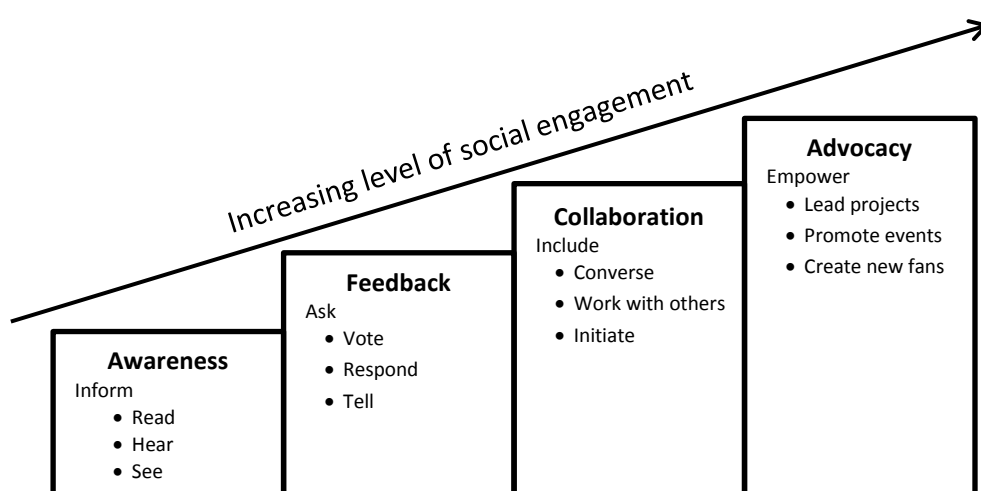 Increasing level of social engagement
Awareness
Inform
• Read
• Hear
• See
Feedback
Ask
• Vote
• Respond
• Tell
Collaboration
Include
• Converse
• Work with others
• Initiate
Advocacy
Empower
• Lead projects
• Promote events
• Create new fans